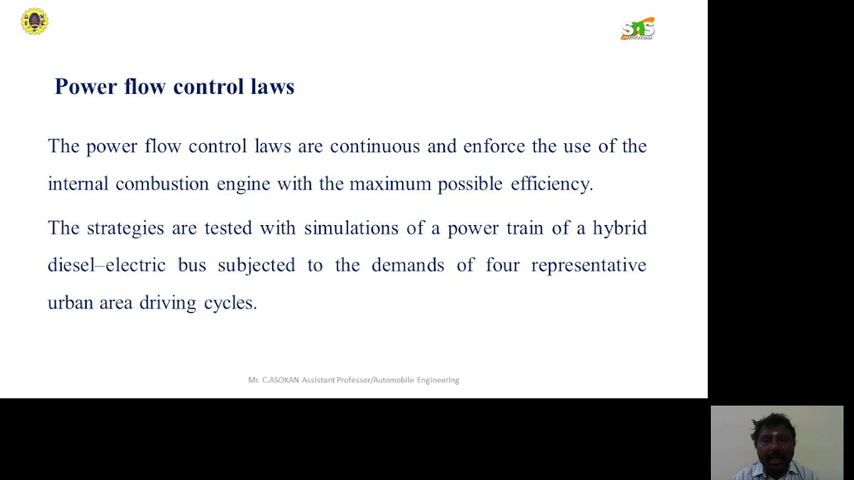 SNS
Power flow control laws
The power flow control laws are continuous and enforce the use of the
internal combustion engine with the maximum possible efficiency.
The strategies are tested with simulations of a power train of a hybrid
diesel–electric bus subjected to the demands of four representative
urban area driving cycles.
Mr. C.ASOKAN Assistant Professor/Automobile Engineering